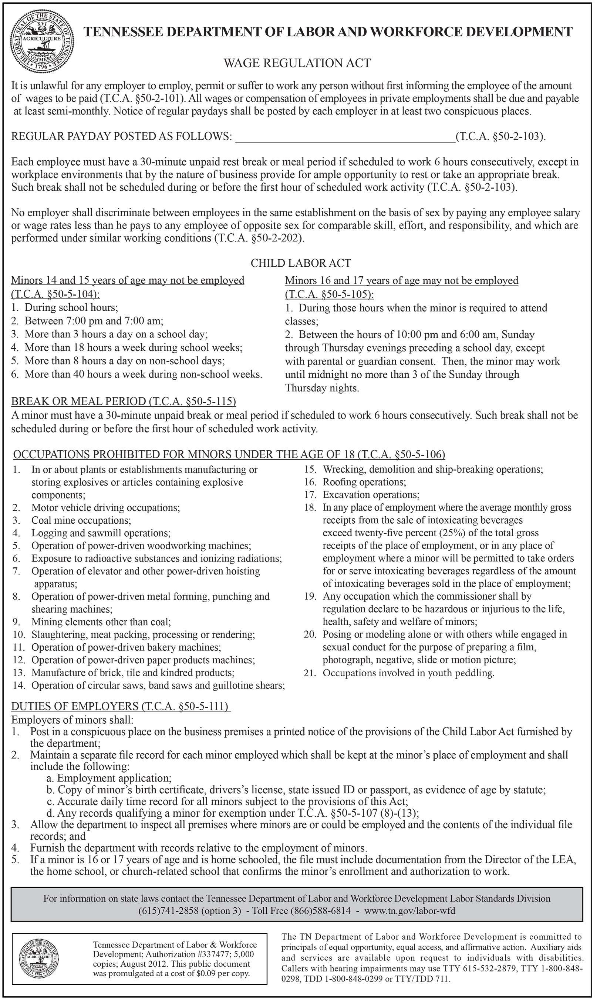 THE GREAT SEAL OF THE STATE OF TENNESSEE
XVI
AGRICULTURE
COMMERCE
1796
TENNESSEE DEPARTMENT OF LABOR AND WORKFORCE DEVELOPMENT
WAGE REGULATION ACT
It is unlawful for any employer to employ, permit or suffer to work any person without first informing the employee of the amount
of wages to be paid (T.C.A. §50-2-101). All wages or compensation of employees in private employments shall be due and payable
at least semi-monthly. Notice of regular paydays shall be posted by each employer in at least two conspicuous places.
REGULAR PAYDAY POSTED AS FOLLOWS: ______________________________________(T.C.A. §50-2-103).
Each employee must have a 30-minute unpaid rest break or meal period if scheduled to work 6 hours consecutively, except in
workplace environments that by the nature of business provide for ample opportunity to rest or take an appropriate break.
Such break shall not be scheduled during or before the first hour of scheduled work activity (T.C.A. §50-2-103).
No employer shall discriminate between employees in the same establishment on the basis of sex by paying any employee salary
or wage rates less than he pays to any employee of opposite sex for comparable skill, effort, and responsibility, and which are
performed under similar working conditions (T.C.A. §50-2-202).
CHILD LABOR ACT
Minors 14 and 15 years of age may not be employed
(T.C.A. §50-5-104):
1. During school hours;
2. Between 7:00 pm and 7:00 am;
3. More than 3 hours a day on a school day;
4. More than 18 hours a week during school weeks;
5. More than 8 hours a day on non-school days;
6. More than 40 hours a week during non-school weeks.
Minors 16 and 17 years of age may not be employed
(T.C.A. §50-5-105):
1. During those hours when the minor is required to attend
classes;
2. Between the hours of 10:00 pm and 6:00 am, Sunday
through Thursday evenings preceding a school day, except
with parental or guardian consent. Then, the minor may work
until midnight no more than 3 of the Sunday through
Thursday nights.
BREAK OR MEAL PERIOD (T.C.A. §50-5-115)
A minor must have a 30-minute unpaid break or meal period if scheduled to work 6 hours consecutively. Such break shall not be
scheduled during or before the first hour of scheduled work activity.
OCCUPATIONS PROHIBITED FOR MINORS UNDER THE AGE OF 18 (T.C.A. §50-5-106)
1. In or about plants or establishments manufacturing or
storing explosives or articles containing explosive
components;
2. Motor vehicle driving occupations;
3. Coal mine occupations;
4. Logging and sawmill operations;
5. Operation of power-driven woodworking machines;
6. Exposure to radioactive substances and ionizing radiations;
7. Operation of elevator and other power-driven hoisting
apparatus;
8. Operation of power-driven metal forming, punching and
shearing machines;
9. Mining elements other than coal;
10. Slaughtering, meat packing, processing or rendering;
11. Operation of power-driven bakery machines;
12. Operation of power-driven paper products machines;
13. Manufacture of brick, tile and kindred products;
14. Operation of circular saws, band saws and guillotine shears;
15. Wrecking, demolition and ship-breaking operations;
16. Roofing operations;
17. Excavation operations;
18. In any place of employment where the average monthly gross
receipts from the sale of intoxicating beverages
exceed twenty-five percent (25%) of the total gross
receipts of the place of employment, or in any place of
employment where a minor will be permitted to take orders
for or serve intoxicating beverages regardless of the amount
of intoxicating beverages sold in the place of employment;
19. Any occupation which the commissioner shall by
regulation declare to be hazardous or injurious to the life,
health, safety and welfare of minors;
20. Posing or modeling alone or with others while engaged in
sexual conduct for the purpose of preparing a film,
photograph, negative, slide or motion picture;
21. Occupations involved in youth peddling.
DUTIES OF EMPLOYERS (T.C.A. §50-5-111)
Employers of minors shall:
1. Post in a conspicuous place on the business premises a printed notice of the provisions of the Child Labor Act furnished by
the department;
2. Maintain a separate file record for each minor employed which shall be kept at the minor's place of employment and shall
include the following:
a. Employment application;
b. Copy of minor's birth certificate, drivers's license, state issued ID or passport, as evidence of age by statute;
c. Accurate daily time record for all minors subject to the provisions of this Act;
d. Any records qualifying a minor for exemption under T.C.A. §50-5-107 (8)-(13);
3. Allow the department to inspect all premises where minors are or could be employed and the contents of the individual file
records; and
4. Furnish the department with records relative to the employment of minors.
5. If a minor is 16 or 17 years of age and is home schooled, the file must include documentation from the Director of the LEA,
the home school, or church-related school that confirms the minor's enrollment and authorization to work.
For information on state laws contact the Tennessee Department of Labor and Workforce Development Labor Standards Division
(615)741-2858 (option 3) - Toll Free (866)588-6814 - www.tn.gov/labor-wfd
THE GREAT SEAL OF THE STATE OF TENNESSEE
XVI
AGRICULTURE
COMMERCE
1796
Tennessee Department of Labor & Workforce
Development; Authorization #337477; 5,000
copies; August 2012. This public document
was promulgated at a cost of $0.09 per copy.
The TN Department of Labor and Workforce Development is committed to
principals of equal opportunity, equal access, and affirmative action. Auxiliary aids
and services are available upon request to individuals with disabilities.
Callers with hearing impairments may use TTY 615-532-2879, TTY 1-800-848-
0298, TDD 1-800-848-0299 or TTY/TDD 711.